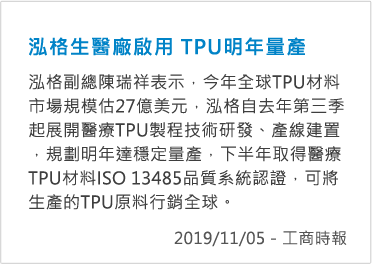 泓格生醫廠啟用 TPU明年量產
泓格副總陳瑞祥表示，今年全球TPU材料
市場規模估27億美元，泓格自去年第三季
起展開醫療TPU製程技術研發、產線建置
，規劃明年達穩定量產，下半年取得醫療
TPU材料ISO 13485品質系統認證，可將
生產的TPU原料行銷全球。
2019/11/05 - 工商時報